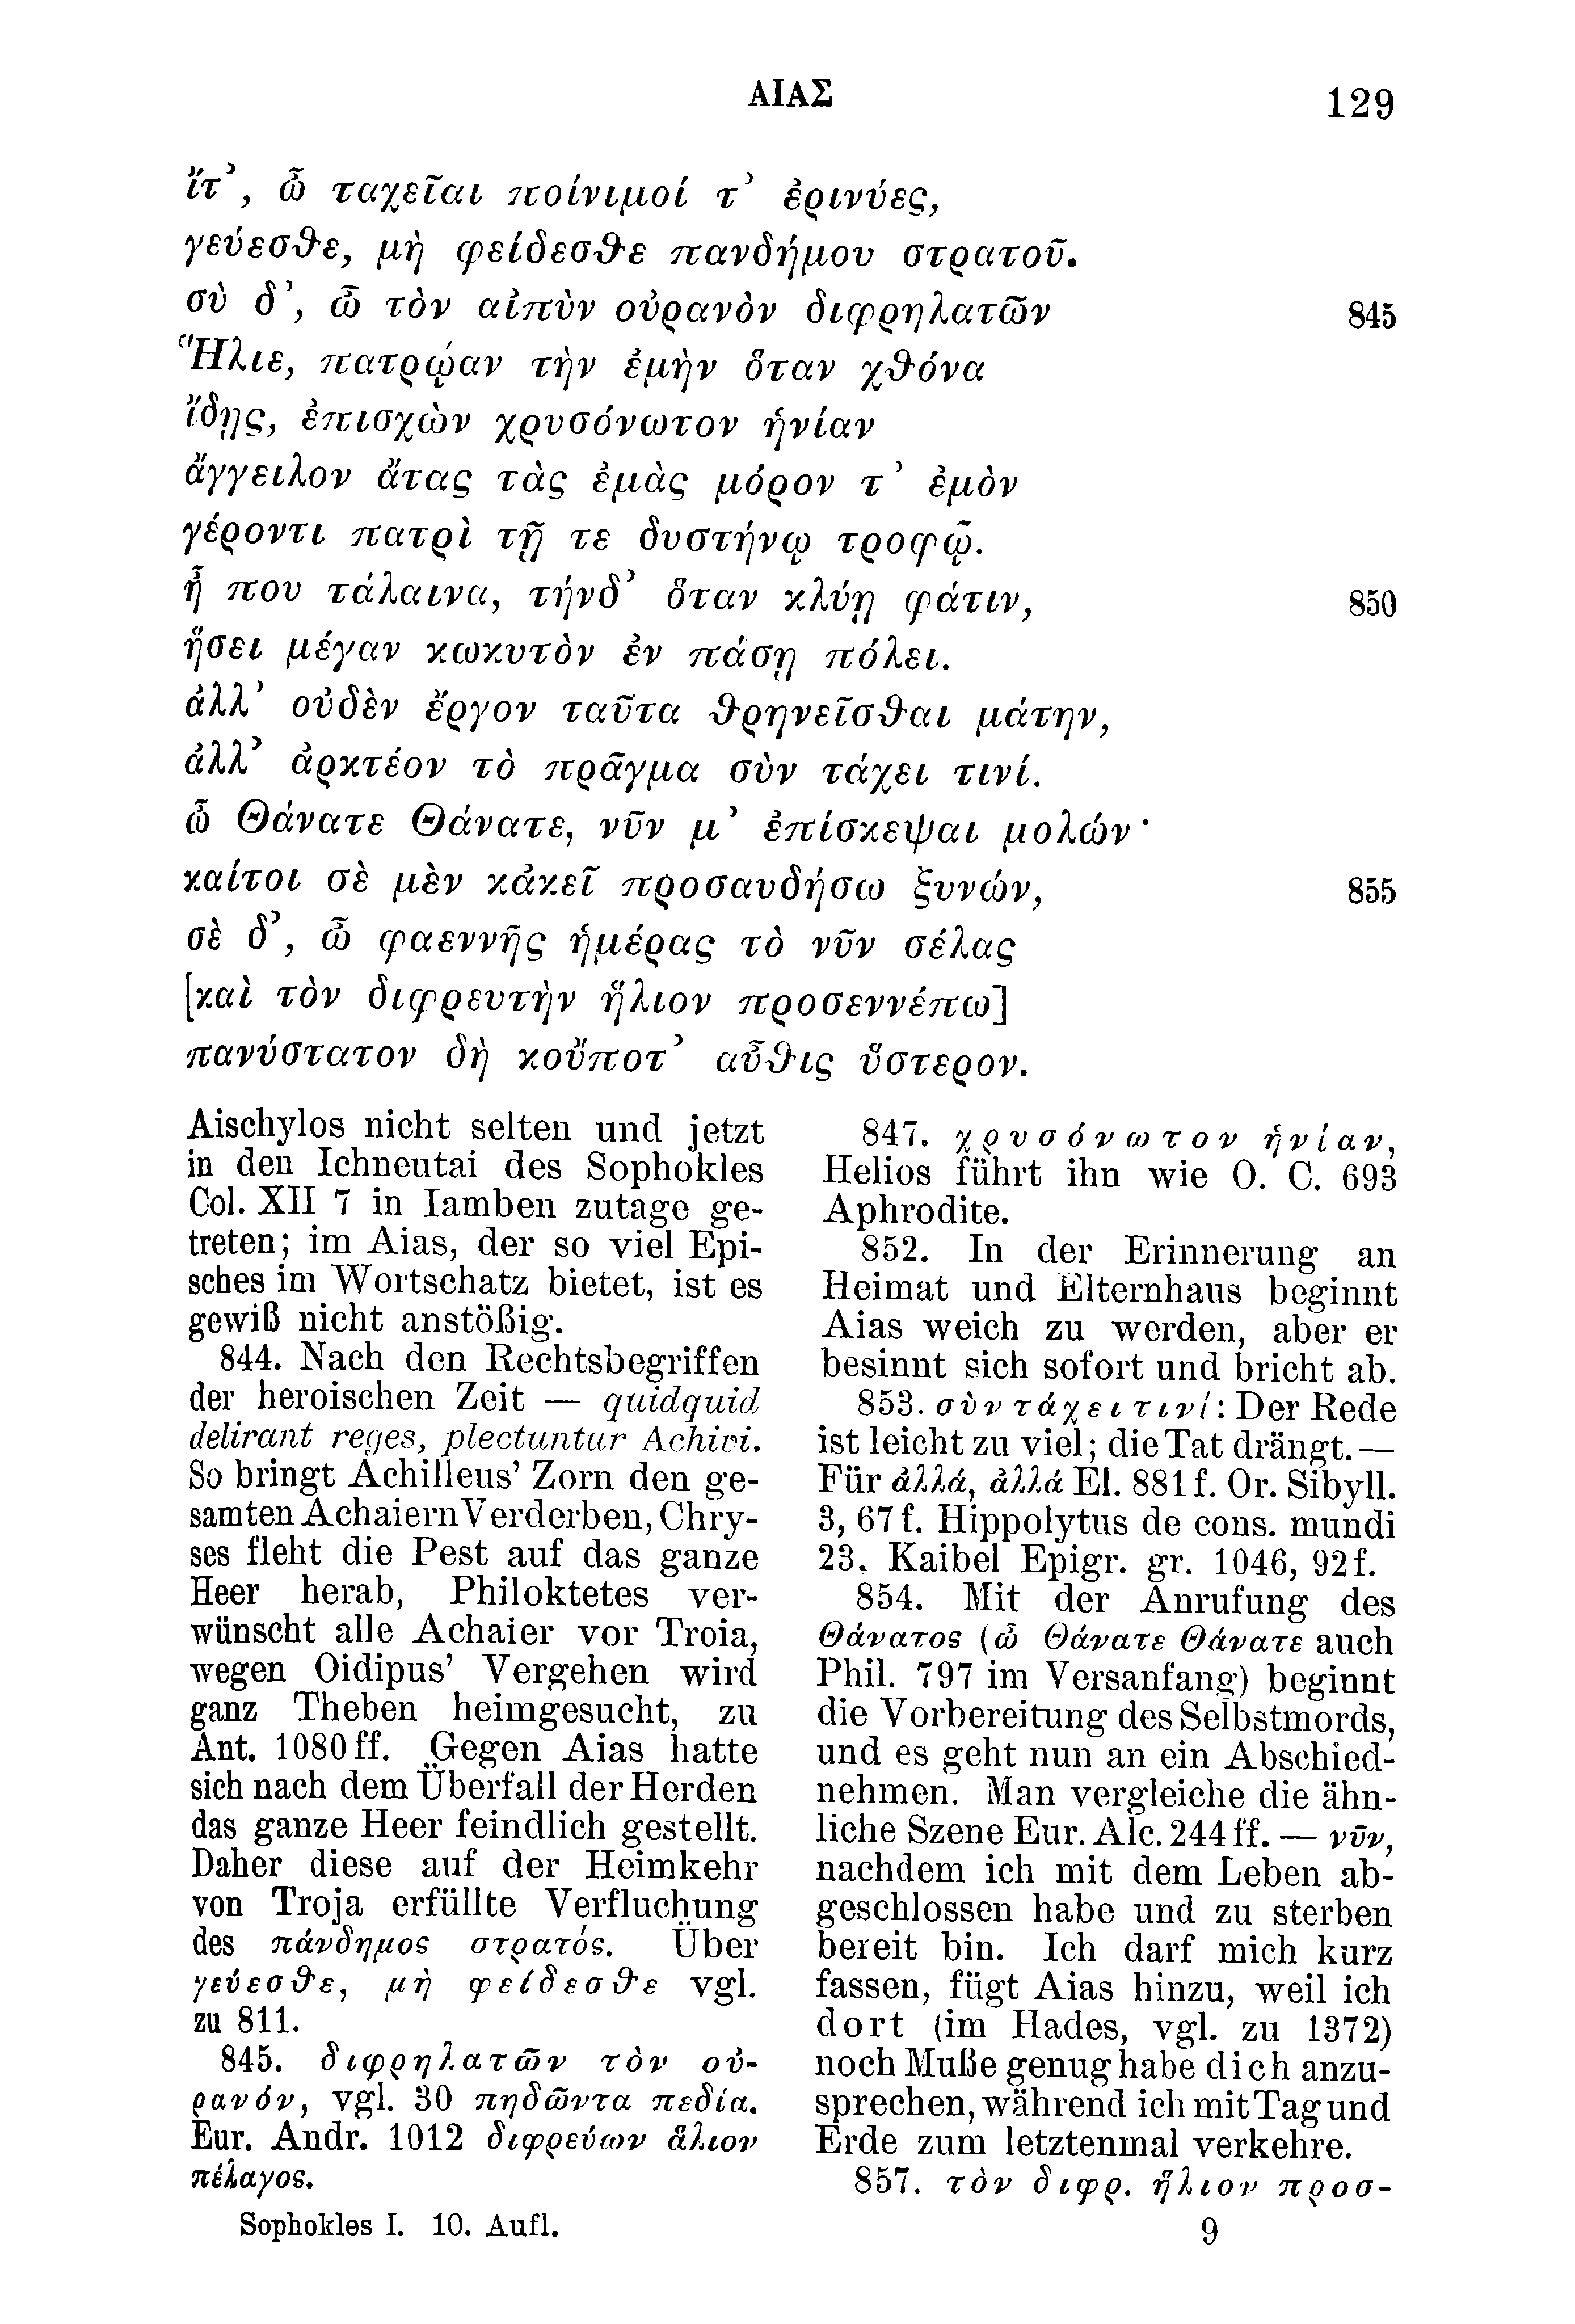 ΑΙΑΣ
129
ἴτ’, ὦ ταχεῖαι ποίνιμοί τ’ ἐρινύες,
γεύεσθε, μὴ φείδεσθε πανδήμου στρατοῦ.
σὺ δ’, ὦ τὸν αἰπὺν οὐρανὸν διφρηλατῶν 845
Ἥλιε, πατρῴαν τὴν ἐμὴν ὅταν χθόνα
ἴδῃς, ἐπισχὼν χρυσόνωτον ἡνίαν
ἄγγειλον ἄτας τὰς ἐμὰς μόρον τ’ ἐμὸν
γέροντι πατρὶ τῇ τε δυστήνῳ τροφῷ.
ἦ που τάλαινα, τήνδ’ ὅταν κλύῃ φάτιν, 850
ἥσει μέγαν κωκυτὸν ἐν πάσῃ πόλει.
ἀλλ’ οὐδὲν ἔργον ταῦτα θρηνεῖσθαι μάτην,
ἀλλ’ ἀρκτέον τὸ πρᾶγμα σὺν τάχει τινί.
ὦ Θάνατε Θάνατε, νῦν μ’ ἐπίσκεψαι μολών·
καίτοι σὲ μὲν κἀκεῖ προσαυδήσω ξυνών, 855
σὲ δ’, ὦ φαεννῆς ἡμέρας τὸ νῦν σέλας
[καὶ τὸν διφρευτὴν ἥλιον προσεννέπω]
πανύστατον δὴ κοὔποτ’ αὖθις ὕστερον.
Aischylos nicht selten und jetzt
in den Ichneutai des Sophokles
Col. XII 7 in Iamben zutage ge-
treten; im Aias, der so viel Epi-
sches im Wortschatz bietet, ist es
gewiß nicht anstößig.
844. Nach den Rechtsbegriffen
der heroischen Zeit — quidquid
delirant reges, plectuntur Achivi.
So bringt Achilleus’ Zorn den ge-
samten Achaiern Verderben, Chry-
ses fleht die Pest auf das ganze
Heer herab, Philoktetes ver-
wünscht alle Achaier vor Troia,
wegen Oidipus’ Vergehen wird
ganz Theben heimgesucht, zu
Ant. 1080 ff. Gegen Aias hatte
sich nach dem Überfall der Herden
das ganze Heer feindlich gestellt.
Daher diese auf der Heimkehr
von Troja erfüllte Verfluchung
des πάνδημος στρατός. Über
γεύεσθε, μὴ φείδεσθε vgl.
zu 811.
845. διφρηλατῶν τὸν οὐ-
ρανόν, vgl. 30 πηδῶντα πεδία.
Eur. Andr. 1012 διφρεύων ἅλιον
πέλαγος.
Sophokles I. 10. Aufl.
847. χρυσόνωτον ἡνίαν,
Helios führt ihn wie O. C. 693
Aphrodite.
852. In der Erinnerung an
Heimat und Elternhaus beginnt
Aias weich zu werden, aber er
besinnt sich sofort und bricht ab.
853. σὺν τάχει τινί: Der Rede
ist leicht zu viel; die Tat drängt. —
Für ἀλλά, ἀλλά El. 881 f. Or. Sibyll.
3, 67 f. Hippolytus de cons. mundi
23. Kaibel Epigr. gr. 1046, 92 f.
854. Mit der Anrufung des
Θάνατος (ὦ Θάνατε Θάνατε auch
Phil. 797 im Versanfang) beginnt
die Vorbereitung des Selbstmords,
und es geht nun an ein Abschied-
nehmen. Man vergleiche die ähn-
liche Szene Eur. Alc. 244 ff. — νῦν,
nachdem ich mit dem Leben ab-
geschlossen habe und zu sterben
bereit bin. Ich darf mich kurz
fassen, fügt Aias hinzu, weil ich
dort (im Hades, vgl. zu 1372)
noch Muße genug habe dich anzu-
sprechen, während ich mit Tag und
Erde zum letztenmal verkehre.
857. τὸν διφρ. ἥλιον προσ-
9